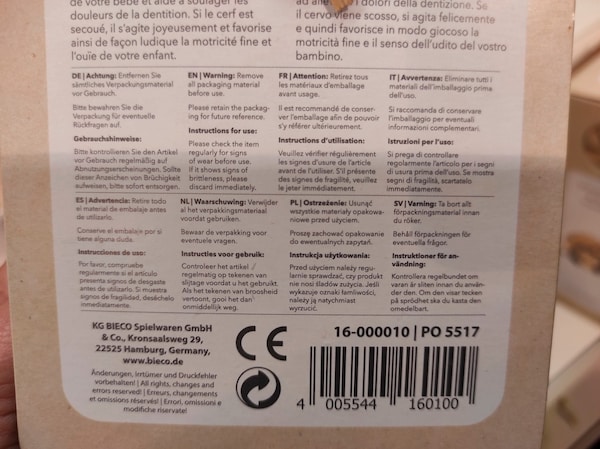 de votre bébé et aide à soulager les
douleurs de la dentition. Si le cerf est
secoué, il s'agite joyeusement et favorise
ainsi de façon ludique la motricité fine et
l'ouïe de votre enfant.
ad alle i dolori della dentizione. Se
il cervo viene scosso, si agita felicemente
e quindi favorisce in modo giocoso la
motricità fine e il senso dell'udito del vostro
bambino.
DE | Achtung: Entfernen Sie
sämtliches Verpackungsmaterial
vor Gebrauch.
Bitte bewahren Sie die
Verpackung für eventuelle
Rückfragen auf.
Gebrauchshinweise:
Bitte kontrollieren Sie den Artikel
vor Gebrauch regelmäßig auf
Abnutzungserscheinungen. Sollte
dieser Anzeichen von Brüchigkeit
aufweisen, bitte sofort entsorgen.
EN | Warning: Remove
all packaging material
before use.
Please retain the packag-
ing for future reference.
Instructions for use:
Please check the item
regularly for signs
of wear before use.
If it shows signs of
brittleness, please
discard immediately.
FR | Attention: Retirez tous
les matériaux d'emballage
avant usage.
Il est recommandé de conser-
ver l'emballage afin de pouvoir
s'y référer ultérieurement.
Instructions d'utilisation:
Veuillez vérifier régulièrement
les signes d'usure de l'article
avant de l'utiliser. S'il présente
des signes de fragilité, veuillez
le jeter immédiatement.
IT | Avvertenza: Eliminare tutti i
materiali dell'imballaggio prima
dell'uso.
Si raccomanda di conservare
l'imballaggio per eventuali
informazioni complementari.
Istruzioni per l'uso:
Si prega di controllare
regolarmente l'articolo per i segni
di usura prima dell'uso. Se mostra
segni di fragilità, scartatelo
immediatamente.
ES | Advertencia: Retire todo
el material de embalaje antes
de utilizarlo.
Conserve el embalaje por si
tiene alguna duda.
Instrucciones de uso:
Por favor, compruebe
regularmente si el artículo
presenta signos de desgaste
antes de utilizarlo. Si muestra
signos de fragilidad, deséchelo
inmediatamente.
NL | Waarschuwing: Verwijder
al het verpakkingsmateriaal
voordat gebruiken.
Bewaar de verpakking voor
eventuele vragen.
Instructies voor gebruik:
Controleer het artikel
regelmatig op tekenen van
slijtage voordat u het gebruikt.
Als het tekenen van broosheid
vertoont, gooi het dan
onmiddellijk weg.
PL | Ostrzeżenie: Usunąć
wszystkie materiały opakowa-
niowe przed użyciem.
Proszę zachować opakowanie
do ewentualnych zapytań.
Instrukcja użytkowania:
Przed użyciem należy regu-
larnie sprawdzać, czy produkt
nie nosi śladów zużycia. Jeśli
wykazuje oznaki łamliwości,
należy ją natychmiast
wyrzucić.
SV | Varning: Ta bort allt
förpackningsmaterial innan
du röker.
Behåll förpackningen för
eventuella frågor.
Instruktioner för an-
vändning:
Kontrollera regelbundet om
varan är sliten innan du använd-
er den. Om den visar tecken
på sprödhet ska du kasta den
omedelbart.
KG BIECO Spielwaren GmbH
& Co., Kronsaalsweg 29,
22525 Hamburg, Germany,
www.bieco.de
Änderungen, Irrtümer und Druckfehler
vorbehalten! | All rights, changes and
errors reserved! | Erreurs, changements
et omissions réservés! | Errori, omissioni e
modifiche riservate!
CE
16-000010 | PO 5517
4 005544 160100